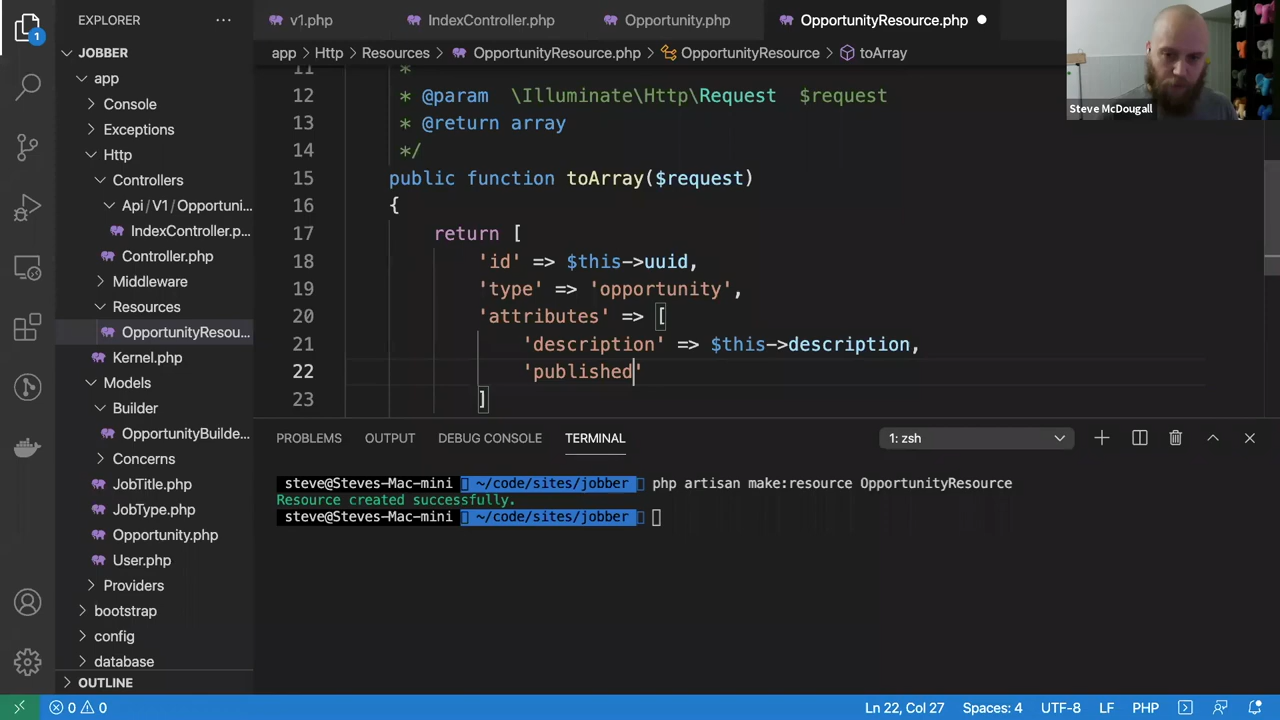 EXPLORER ··· v1.php IndexController.php Opportunity.php OpportunityResource.php
JOBBER
app > Http > Resources > OpportunityResource.php > OpportunityResource > toArray
app
Console
Exceptions
Http
Controllers
Api/V1/Opportuni...
IndexController.p...
Controller.php
Middleware
Resources
OpportunityResou...
Kernel.php
Models
Builder
OpportunityBuilde...
Concerns
JobTitle.php
JobType.php
Opportunity.php
User.php
Providers
bootstrap
config
database
OUTLINE
11 *
12 * @param \Illuminate\Http\Request $request
13 * @return array
14 */
15 public function toArray($request)
16 {
17 return [
18 'id' => $this->uuid,
19 'type' => 'opportunity',
20 'attributes' => [
21 'description' => $this->description,
22 'published'
23 ]
Steve McDougall
PROBLEMS OUTPUT DEBUG CONSOLE TERMINAL 1: zsh
steve@Steves-Mac-mini ~/code/sites/jobber php artisan make:resource OpportunityResource
Resource created successfully.
steve@Steves-Mac-mini ~/code/sites/jobber
1
0 0 Ln 22, Col 27 Spaces: 4 UTF-8 LF PHP